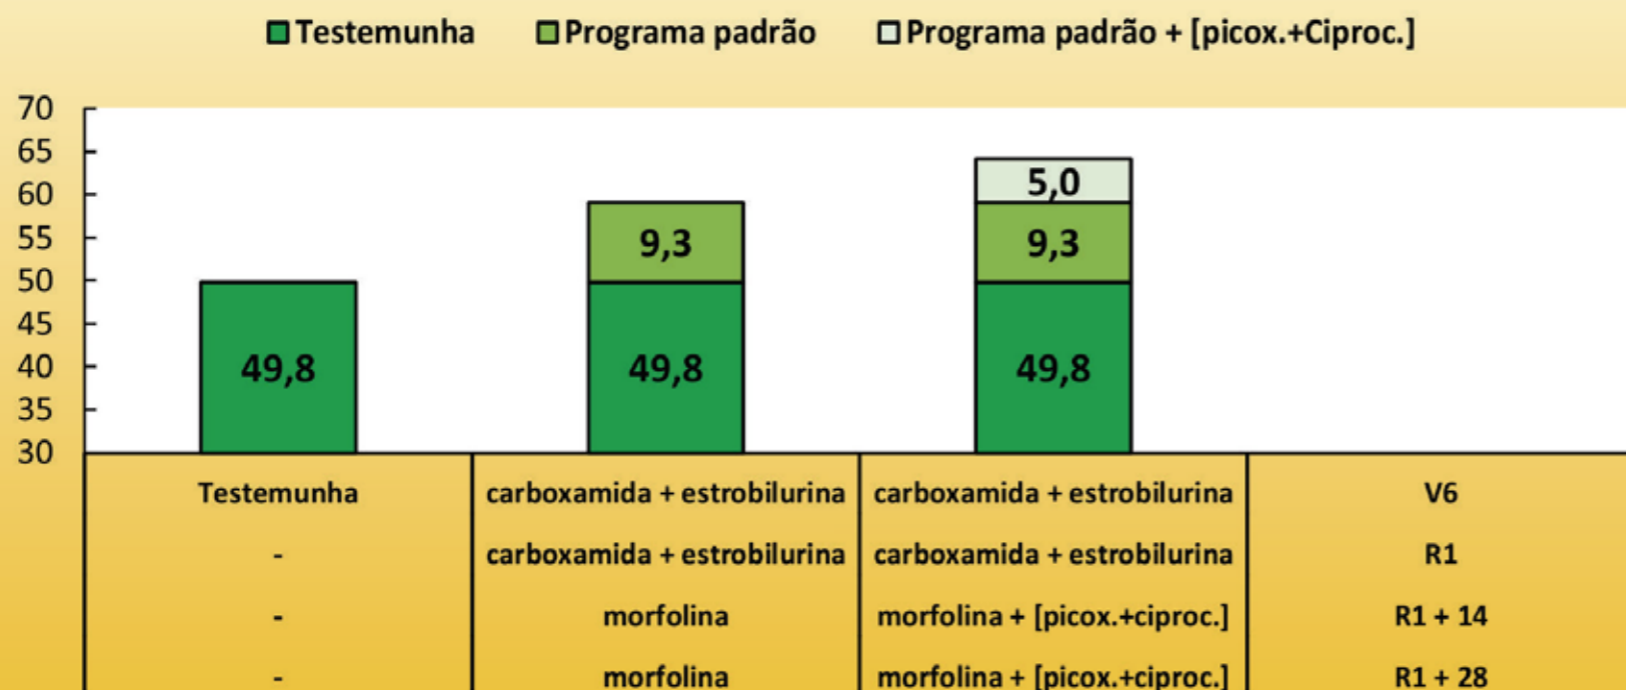 Testemunha Programa padrão Programa padrão + [picox.+Ciproc.]
70
65
60
55
50
45
40
35
30
5,0
9,3 9,3
49,8 49,8 49,8
Testemunha carboxamida + estrobilurina carboxamida + estrobilurina V6
- carboxamida + estrobilurina carboxamida + estrobilurina R1
- morfolina morfolina + [picox.+ciproc.] R1 + 14
- morfolina morfolina + [picox.+ciproc.] R1 + 28